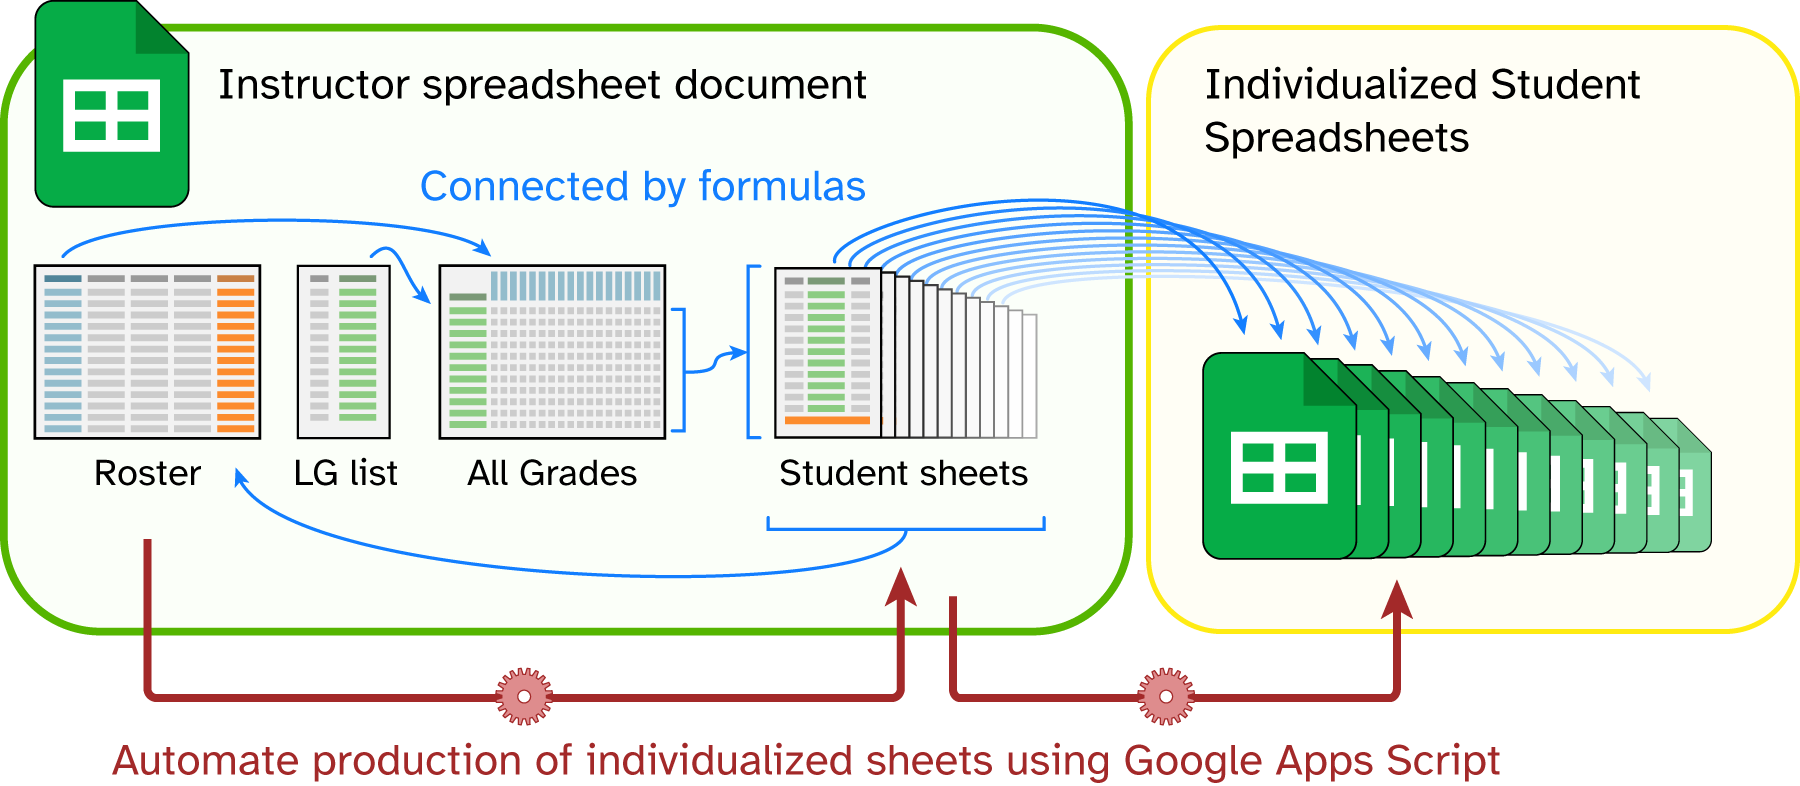 Instructor spreadsheet document
Individualized Student
Spreadsheets
Connected by formulas
Roster
LG list
All Grades
Student sheets
Automate production of individualized sheets using Google Apps Script